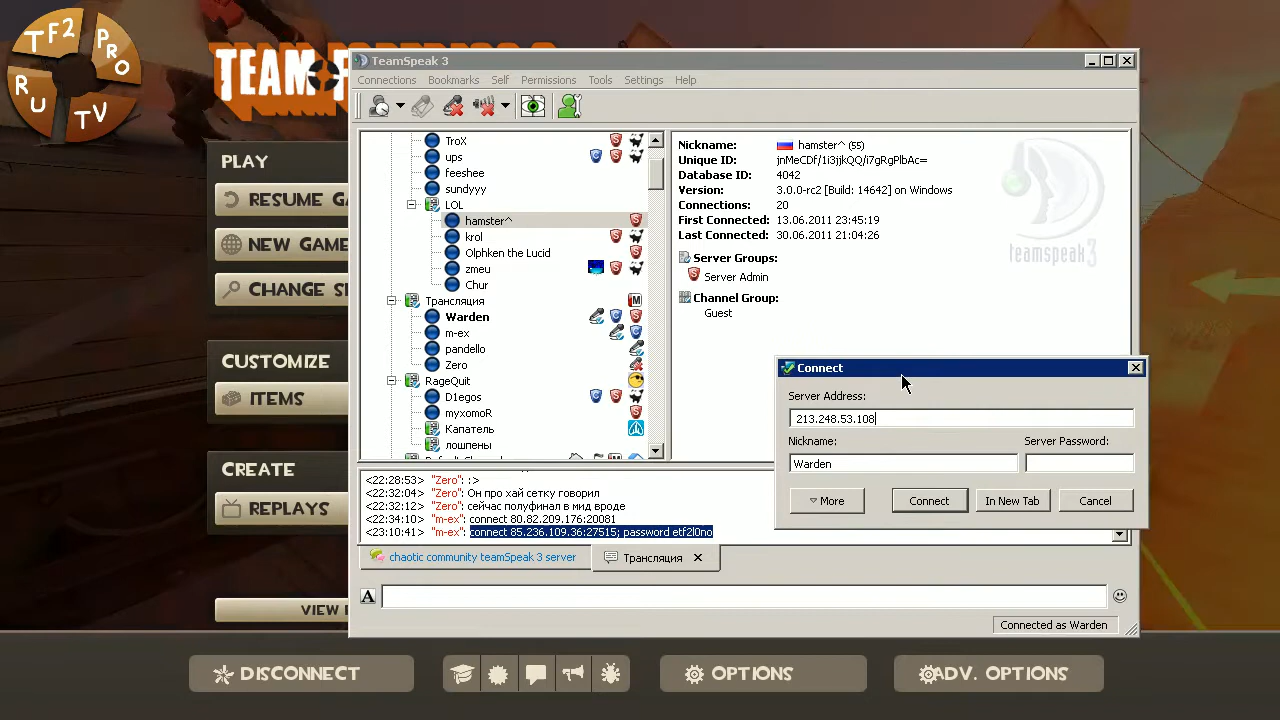 TF2
PRO
RU
TV
TEAM
TeamSpeak 3
Connections Bookmarks Self Permissions Tools Settings Help
TroX
ups
feeshee
sundyyy
LOL
hamster^
krol
Olphken the Lucid
zmeu
Chur
Трансляция
M
Warden
m-ex
pandello
Zero
RageQuit
D1egos
myxomoR
Капатель
лошпены
Nickname: hamster^ (55)
Unique ID: jnMeCDf/1i3jjkQQ/i7gRgPlbAc=
Database ID: 4042
Version: 3.0.0-rc2 [Build: 14642] on Windows
Connections: 20
First Connected: 13.06.2011 23:45:19
Last Connected: 30.06.2011 21:04:26
Server Groups:
Server Admin
Channel Group:
Guest
teamspeak3
Connect
Server Address:
213.248.53.108
Nickname: Server Password:
Warden
More Connect In New Tab Cancel
<22:28:53> "Zero": :>
<22:32:04> "Zero": Он про хай сетку говорил
<22:32:12> "Zero": сейчас полуфинал в мид вроде
<22:34:10> "m-ex": connect 80.82.209.176:20081
<23:10:41> "m-ex": connect 85.236.109.36:27515; password etf2l0no
chaotic community teamSpeak 3 server
Трансляция
A
Connected as Warden
PLAY
RESUME GA
NEW GAME
CHANGE S
CUSTOMIZE
ITEMS
CREATE
REPLAYS
VIEW
DISCONNECT
OPTIONS
ADV. OPTIONS